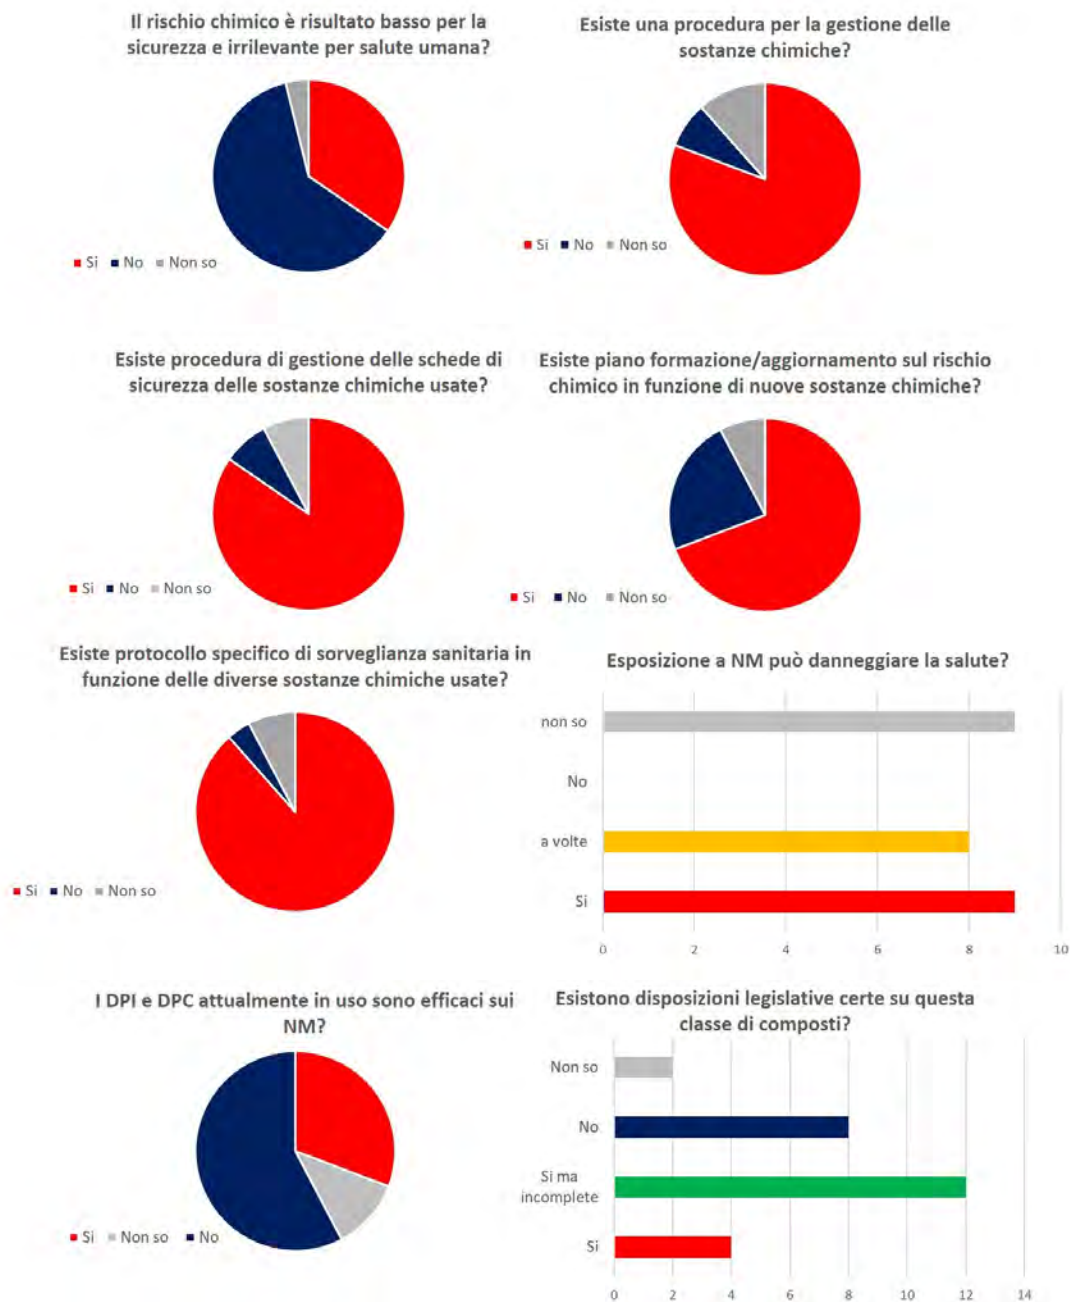 Il rischio chimico è risultato basso per la
sicurezza e irrilevante per salute umana?
Si No Non so
Esiste una procedura per la gestione delle
sostanze chimiche?
Si No Non so
Esiste procedura di gestione delle schede di
sicurezza delle sostanze chimiche usate?
Si No Non so
Esiste piano formazione/aggiornamento sul rischio
chimico in funzione di nuove sostanze chimiche?
Si No Non so
Esiste protocollo specifico di sorveglianza sanitaria in
funzione delle diverse sostanze chimiche usate?
Si No Non so
Esposizione a NM può danneggiare la salute?
non so
No
a volte
Si
0 2 4 6 8 10
I DPI e DPC attualmente in uso sono efficaci sui
NM?
Si Non so No
Esistono disposizioni legislative certe su questa
classe di composti?
Non so
No
Si ma
incomplete
Si
0 2 4 6 8 10 12 14